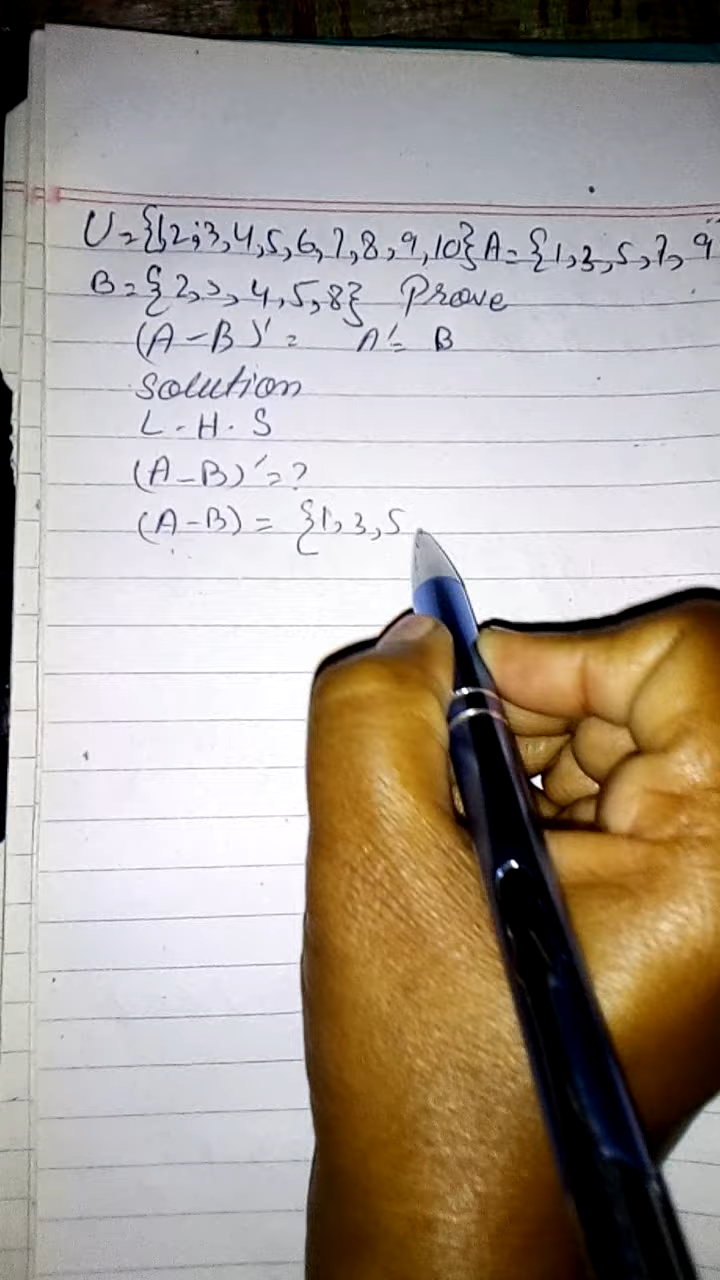 U={1,2,3,4,5,6,7,8,9,10} A={1,3,5,7,9
B={2,3,4,5,8} Prove
(A-B)'= A'= B
Solution
L.H.S
(A-B)'=?
(A-B) = {1,3,5